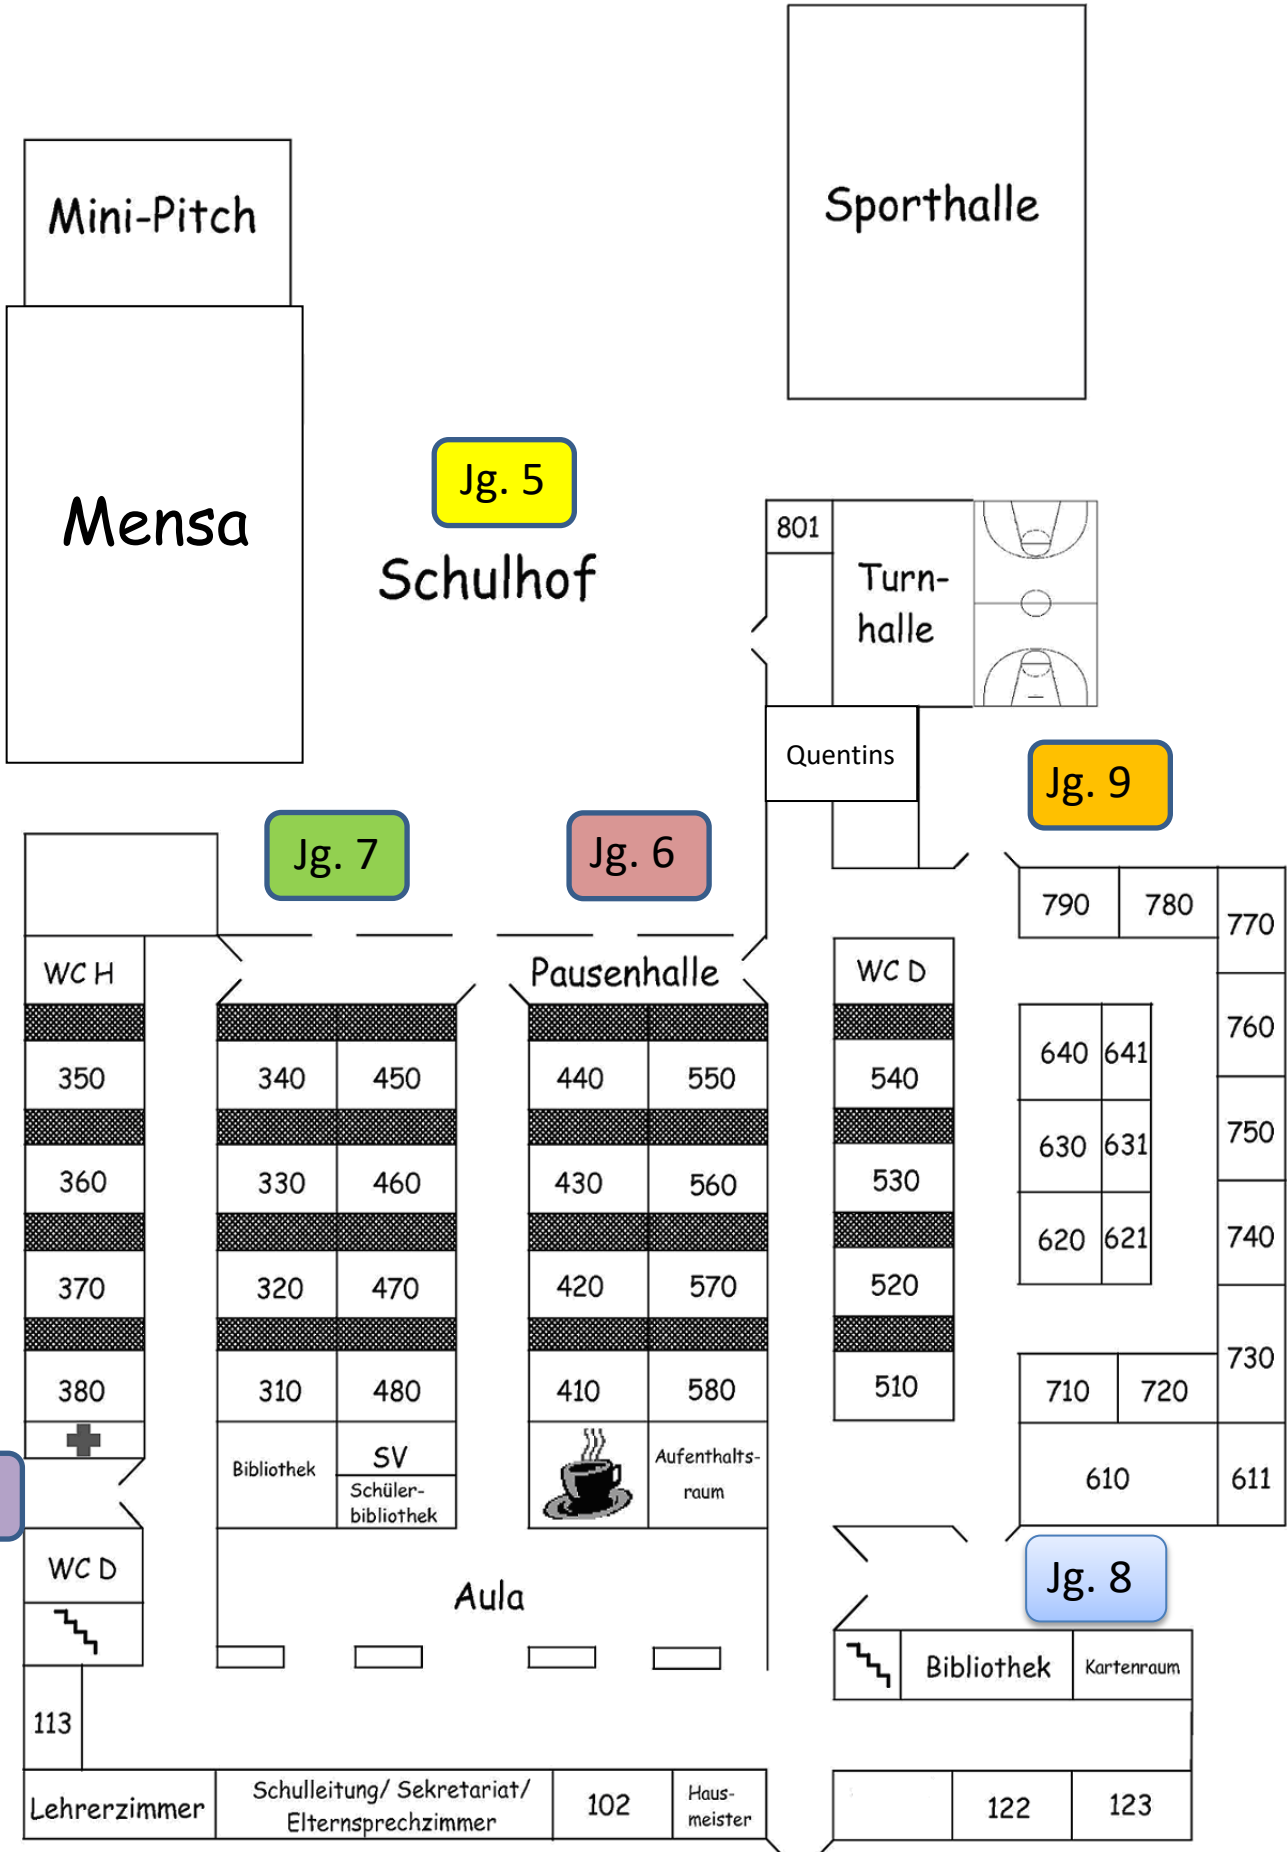 Sporthalle
Mini-Pitch
Jg. 5
Mensa
Schulhof
801
Turn-
halle
Quentins
Jg. 9
Jg. 7
Jg. 6
790
780
770
WC H
Pausenhalle
WC D
760
640
641
350
340
450
440
550
540
750
630
631
360
330
460
430
560
530
740
620
621
370
320
470
420
570
520
730
380
310
480
410
580
510
710
720
Bibliothek
SV
Schüler-
bibliothek
Aufenthalts-
raum
610
611
WC D
Aula
Jg. 8
Bibliothek
Kartenraum
113
Lehrerzimmer
Schulleitung/ Sekretariat/
Elternsprechzimmer
102
Haus-
meister
122
123